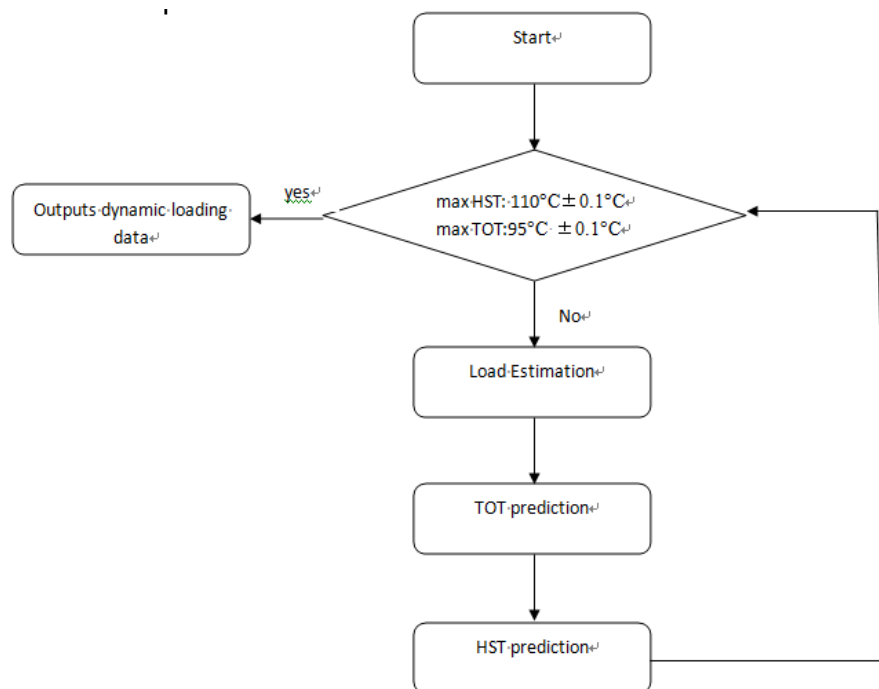 Start
max HST: 110°C±0.1°C
max TOT:95°C ±0.1°C
yes
Outputs dynamic loading
data
No
Load Estimation
TOT prediction
HST prediction